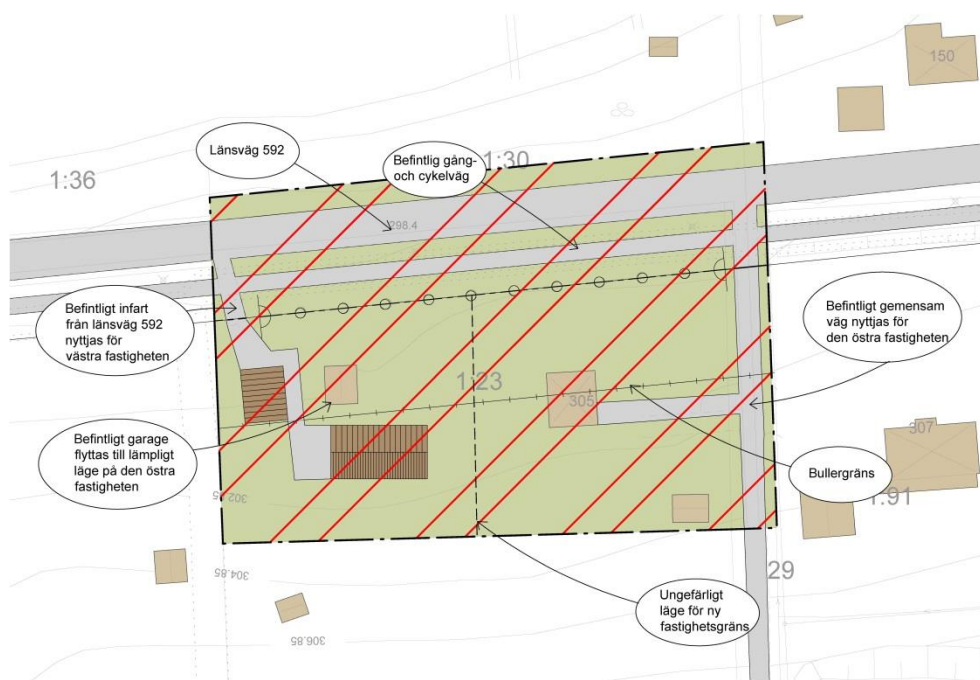 150
Länsväg 592
Befintlig gång-
och cykelväg
1:30
1:36
298.4
Befintligt infart
från länsväg 592
nyttjas för
västra fastigheten
Befintligt gemensam
väg nyttjas för
den östra fastigheten
1:23
305
307
Befintligt garage
flyttas till lämpligt
läge på den östra
fastigheten
Bullergräns
1:91
302.85
304.85
29
Ungefärligt
läge för ny
fastighetsgräns
306.85